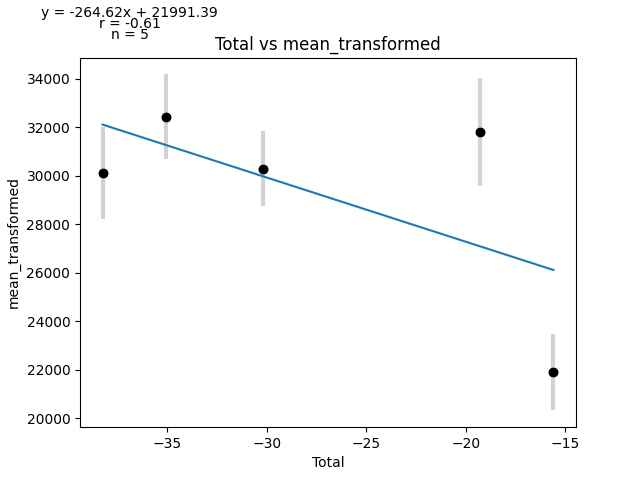 y = -264.62x + 21991.39
r = -0.61
n = 5
Total vs mean_transformed
34000
32000
30000
28000
26000
24000
22000
20000
mean_transformed
−35
−30
−25
−20
−15
Total